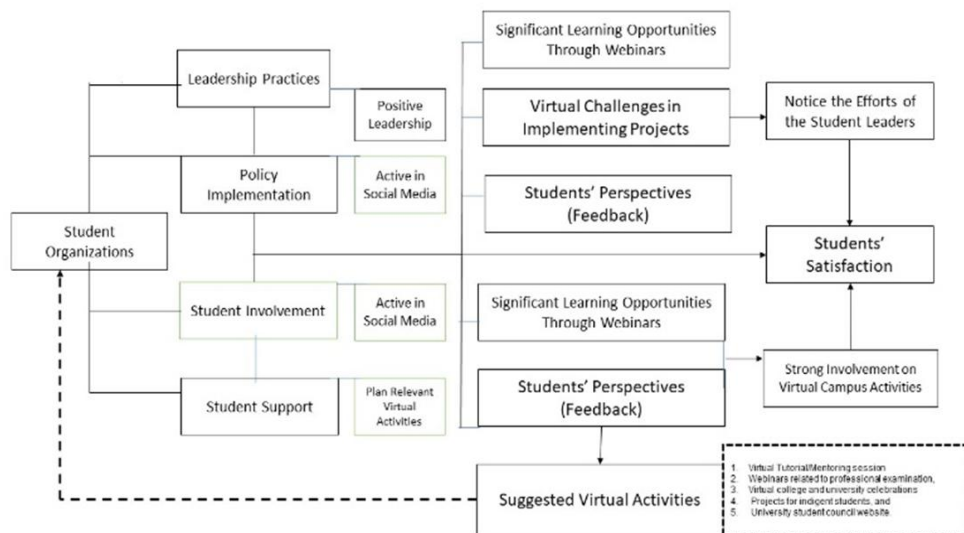 Significant Learning Opportunities
Through Webinars
Leadership Practices
Positive
Leadership
Virtual Challenges in
Implementing Projects
Notice the Efforts of
the Student Leaders
Policy
Implementation
Active in
Social Media
Students' Perspectives
(Feedback)
Student
Organizations
Students'
Satisfaction
Student Involvement
Active in
Social Media
Significant Learning Opportunities
Through Webinars
Strong Involvement on
Virtual Campus Activities
Student Support
Plan Relevant
Virtual
Activities
Students' Perspectives
(Feedback)
Suggested Virtual Activities
1. Virtual Tutorial/Mentoring session
2. Webinars related to professional examination,
3. Virtual college and university celebrations
4. Projects for indigent students, and
5. University student council website.